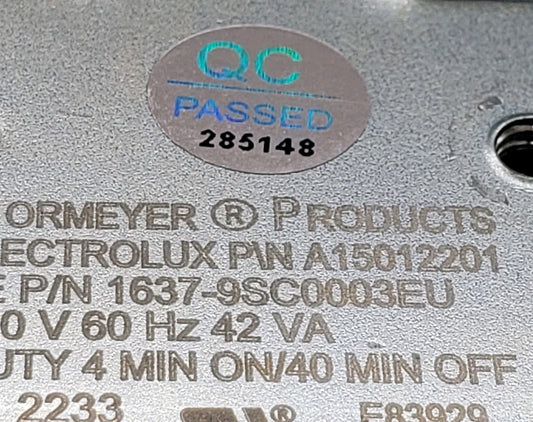 QC
PASSED
285148
ORMEYER ® PRODUCTS
ECTROLUX P\N A15012201
E P/N 1637-9SC0003EU
0 V 60 Hz 42 VA
UTY 4 MIN ON/40 MIN OFF
2233 ® E83929